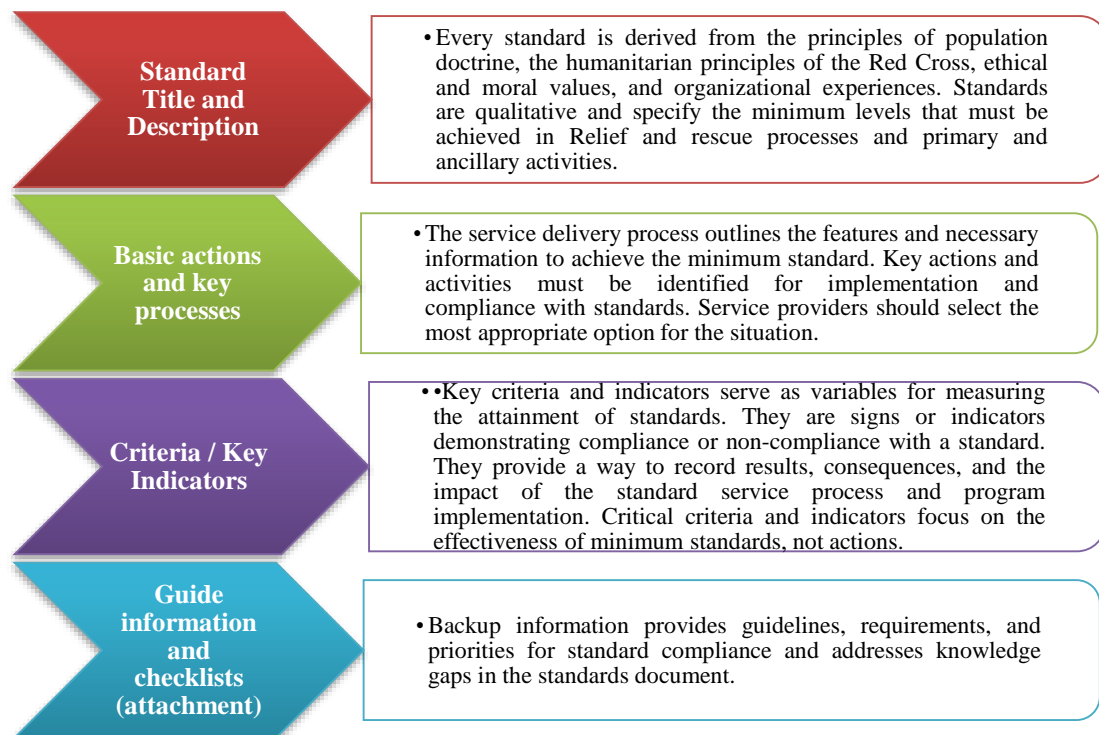 Standard
Title and
Description
• Every standard is derived from the principles of population
doctrine, the humanitarian principles of the Red Cross, ethical
and moral values, and organizational experiences. Standards
are qualitative and specify the minimum levels that must be
achieved in Relief and rescue processes and primary and
ancillary activities.
Basic actions
and key
processes
• The service delivery process outlines the features and necessary
information to achieve the minimum standard. Key actions and
activities must be identified for implementation and
compliance with standards. Service providers should select the
most appropriate option for the situation.
Criteria / Key
Indicators
• •Key criteria and indicators serve as variables for measuring
the attainment of standards. They are signs or indicators
demonstrating compliance or non-compliance with a standard.
They provide a way to record results, consequences, and the
impact of the standard service process and program
implementation. Critical criteria and indicators focus on the
effectiveness of minimum standards, not actions.
Guide
information
and
checklists
(attachment)
• Backup information provides guidelines, requirements, and
priorities for standard compliance and addresses knowledge
gaps in the standards document.